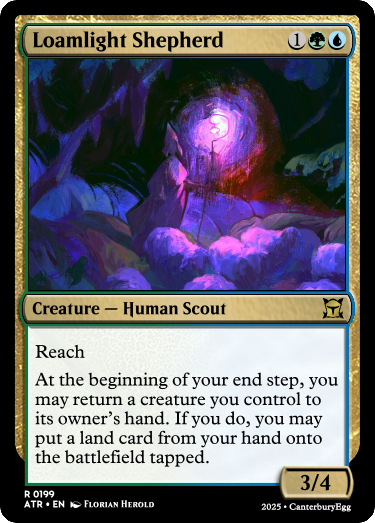 Loamlight Shepherd 1
Creature — Human Scout
Reach
At the beginning of your end step, you
may return a creature you control to
its owner's hand. If you do, you may
put a land card from your hand onto
the battlefield tapped.
3/4
R 0199
ATR • EN Florian Herold
2025 • CanterburyEgg